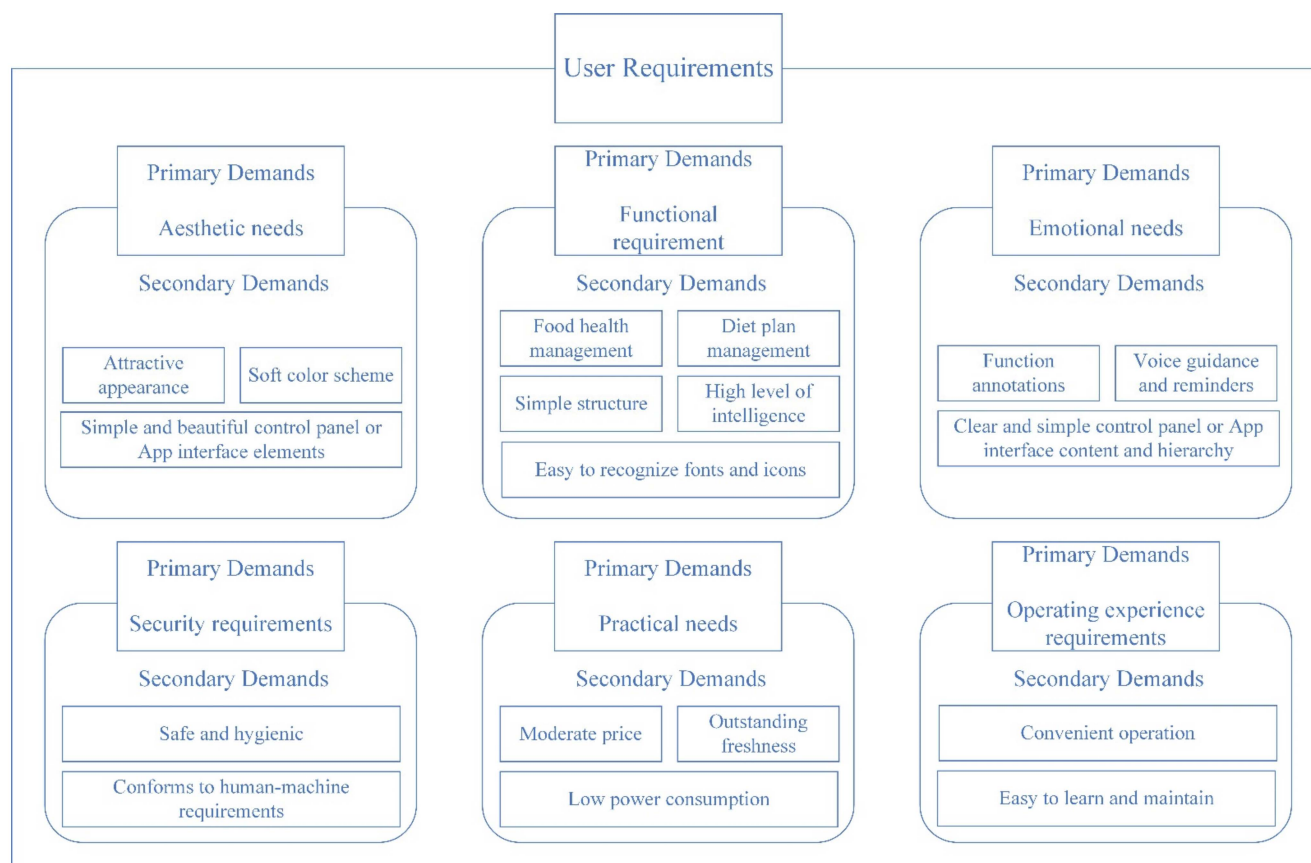 User Requirements
Primary Demands
Aesthetic needs
Secondary Demands
Attractive
appearance
Soft color scheme
Simple and beautiful control panel or
App interface elements
Primary Demands
Functional
requirement
Secondary Demands
Food health
management
Diet plan
management
Simple structure
High level of
intelligence
Easy to recognize fonts and icons
Primary Demands
Emotional needs
Secondary Demands
Function
annotations
Voice guidance
and reminders
Clear and simple control panel or App
interface content and hierarchy
Primary Demands
Security requirements
Secondary Demands
Safe and hygienic
Conforms to human-machine
requirements
Primary Demands
Practical needs
Secondary Demands
Moderate price
Outstanding
freshness
Low power consumption
Primary Demands
Operating experience
requirements
Secondary Demands
Convenient operation
Easy to learn and maintain